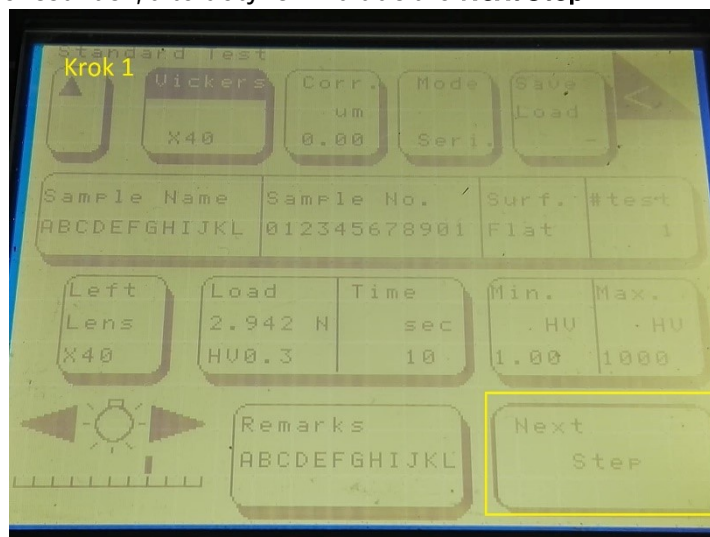 Standard Test
Krok 1
Vickers
X40
Corr.
um
0.00
Mode
Seri.
Save
Load
-
Sample Name
ABCDEFGHIJKL
Sample No.
012345678901
Surf.
Flat
#test
1
Left
Lens
X40
Load
2.942 N
HV0.3
Time
sec
10
Min.
HV
1.00
Max.
HV
1000
Remarks
ABCDEFGHIJKL
Next
Step